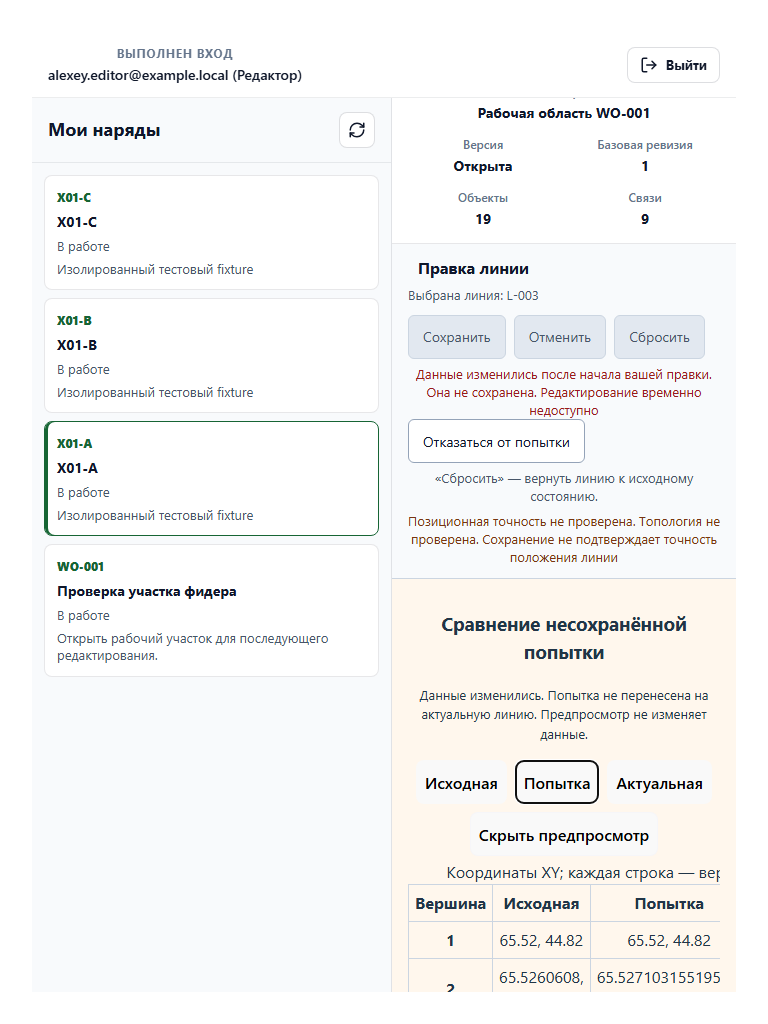 ВЫПОЛНЕН ВХОД
alexey.editor@example.local (Редактор)
Выйти
Мои наряды
X01-C
X01-C
В работе
Изолированный тестовый fixture
X01-B
X01-B
В работе
Изолированный тестовый fixture
X01-A
X01-A
В работе
Изолированный тестовый fixture
WO-001
Проверка участка фидера
В работе
Открыть рабочий участок для последующего
редактирования.
Рабочая область WO-001
Версия
Базовая ревизия
Открыта
1
Объекты
Связи
19
9
Правка линии
Выбрана линия: L-003
Сохранить
Отменить
Сбросить
Данные изменились после начала вашей правки.
Она не сохранена. Редактирование временно
недоступно
Отказаться от попытки
«Сбросить» — вернуть линию к исходному
состоянию.
Позиционная точность не проверена. Топология не
проверена. Сохранение не подтверждает точность
положения линии
Сравнение несохранённой
попытки
Данные изменились. Попытка не перенесена на
актуальную линию. Предпросмотр не изменяет
данные.
Исходная
Попытка
Актуальная
Скрыть предпросмотр
Координаты XY; каждая строка — вер
Вершина Исходная Попытка
1 65.52, 44.82 65.52, 44.82
2 65.5260608, 65.527103155195